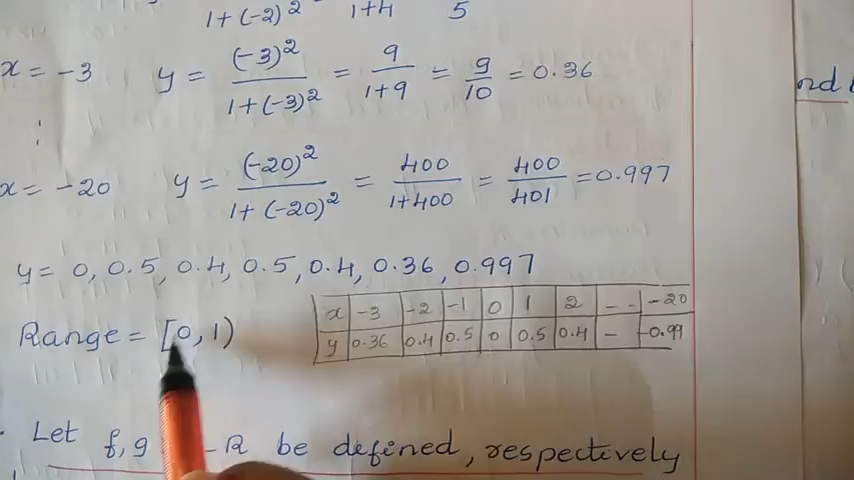 1+(-2)² 1+4 5
x = -3 y = (-3)² / 1+(-3)² = 9 / 1+9 = 9/10 = 0.36
:
x = -20 y = (-20)² / 1+(-20)² = 400 / 1+400 = 400/401 = 0.997
y = 0, 0.5, 0.4, 0.5, 0.4, 0.36, 0.997
x -3 -2 -1 0 1 2 - - -20
y 0.36 0.4 0.5 0 0.5 0.4 - 0.99
Range = [0,1)
Let f,g -R be defined, respectively